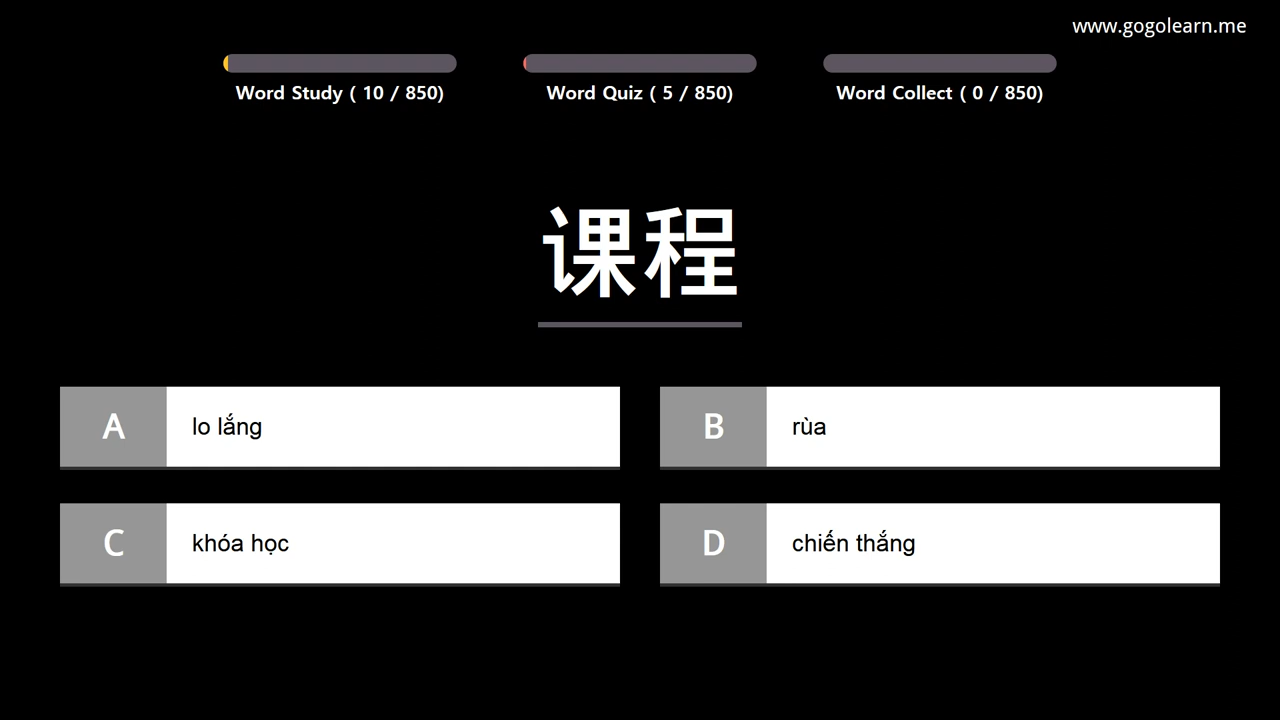 www.gogolearn.me
Word Study ( 10 / 850)
Word Quiz ( 5 / 850)
Word Collect ( 0 / 850)
课程
A lo lắng
B rùa
C khóa học
D chiến thắng